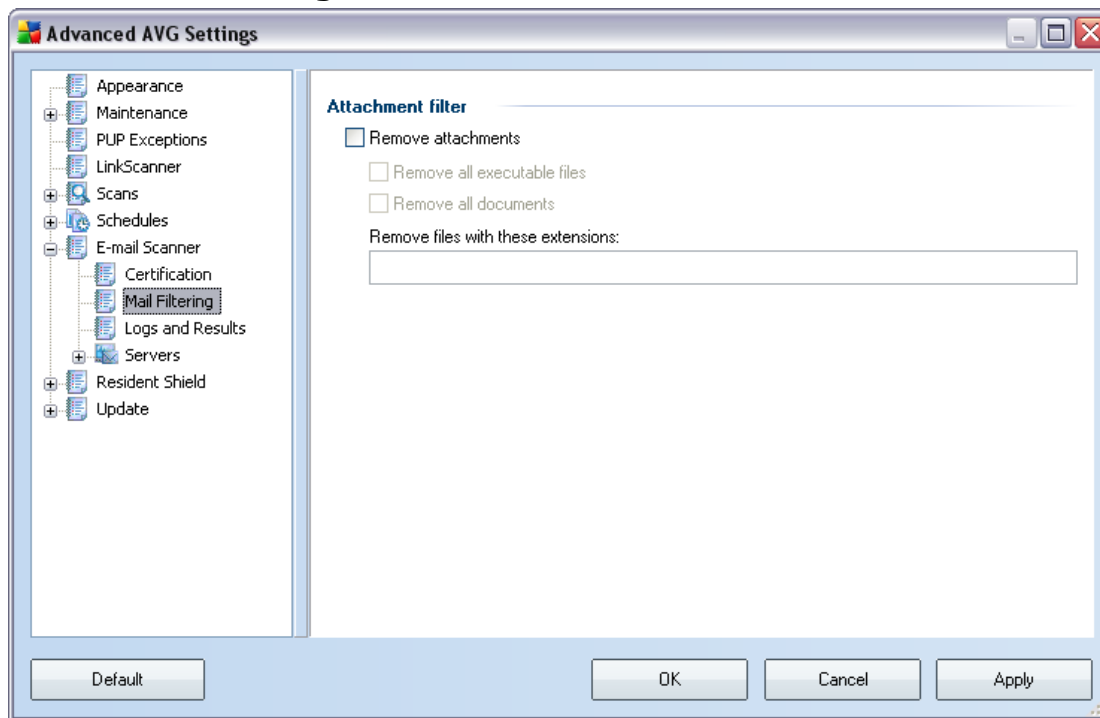 Advanced AVG Settings
Appearance
Maintenance
PUP Exceptions
LinkScanner
Scans
Schedules
E-mail Scanner
Certification
Mail Filtering
Logs and Results
Servers
Resident Shield
Update
Attachment filter
Remove attachments
Remove all executable files
Remove all documents
Remove files with these extensions:
Default
OK
Cancel
Apply